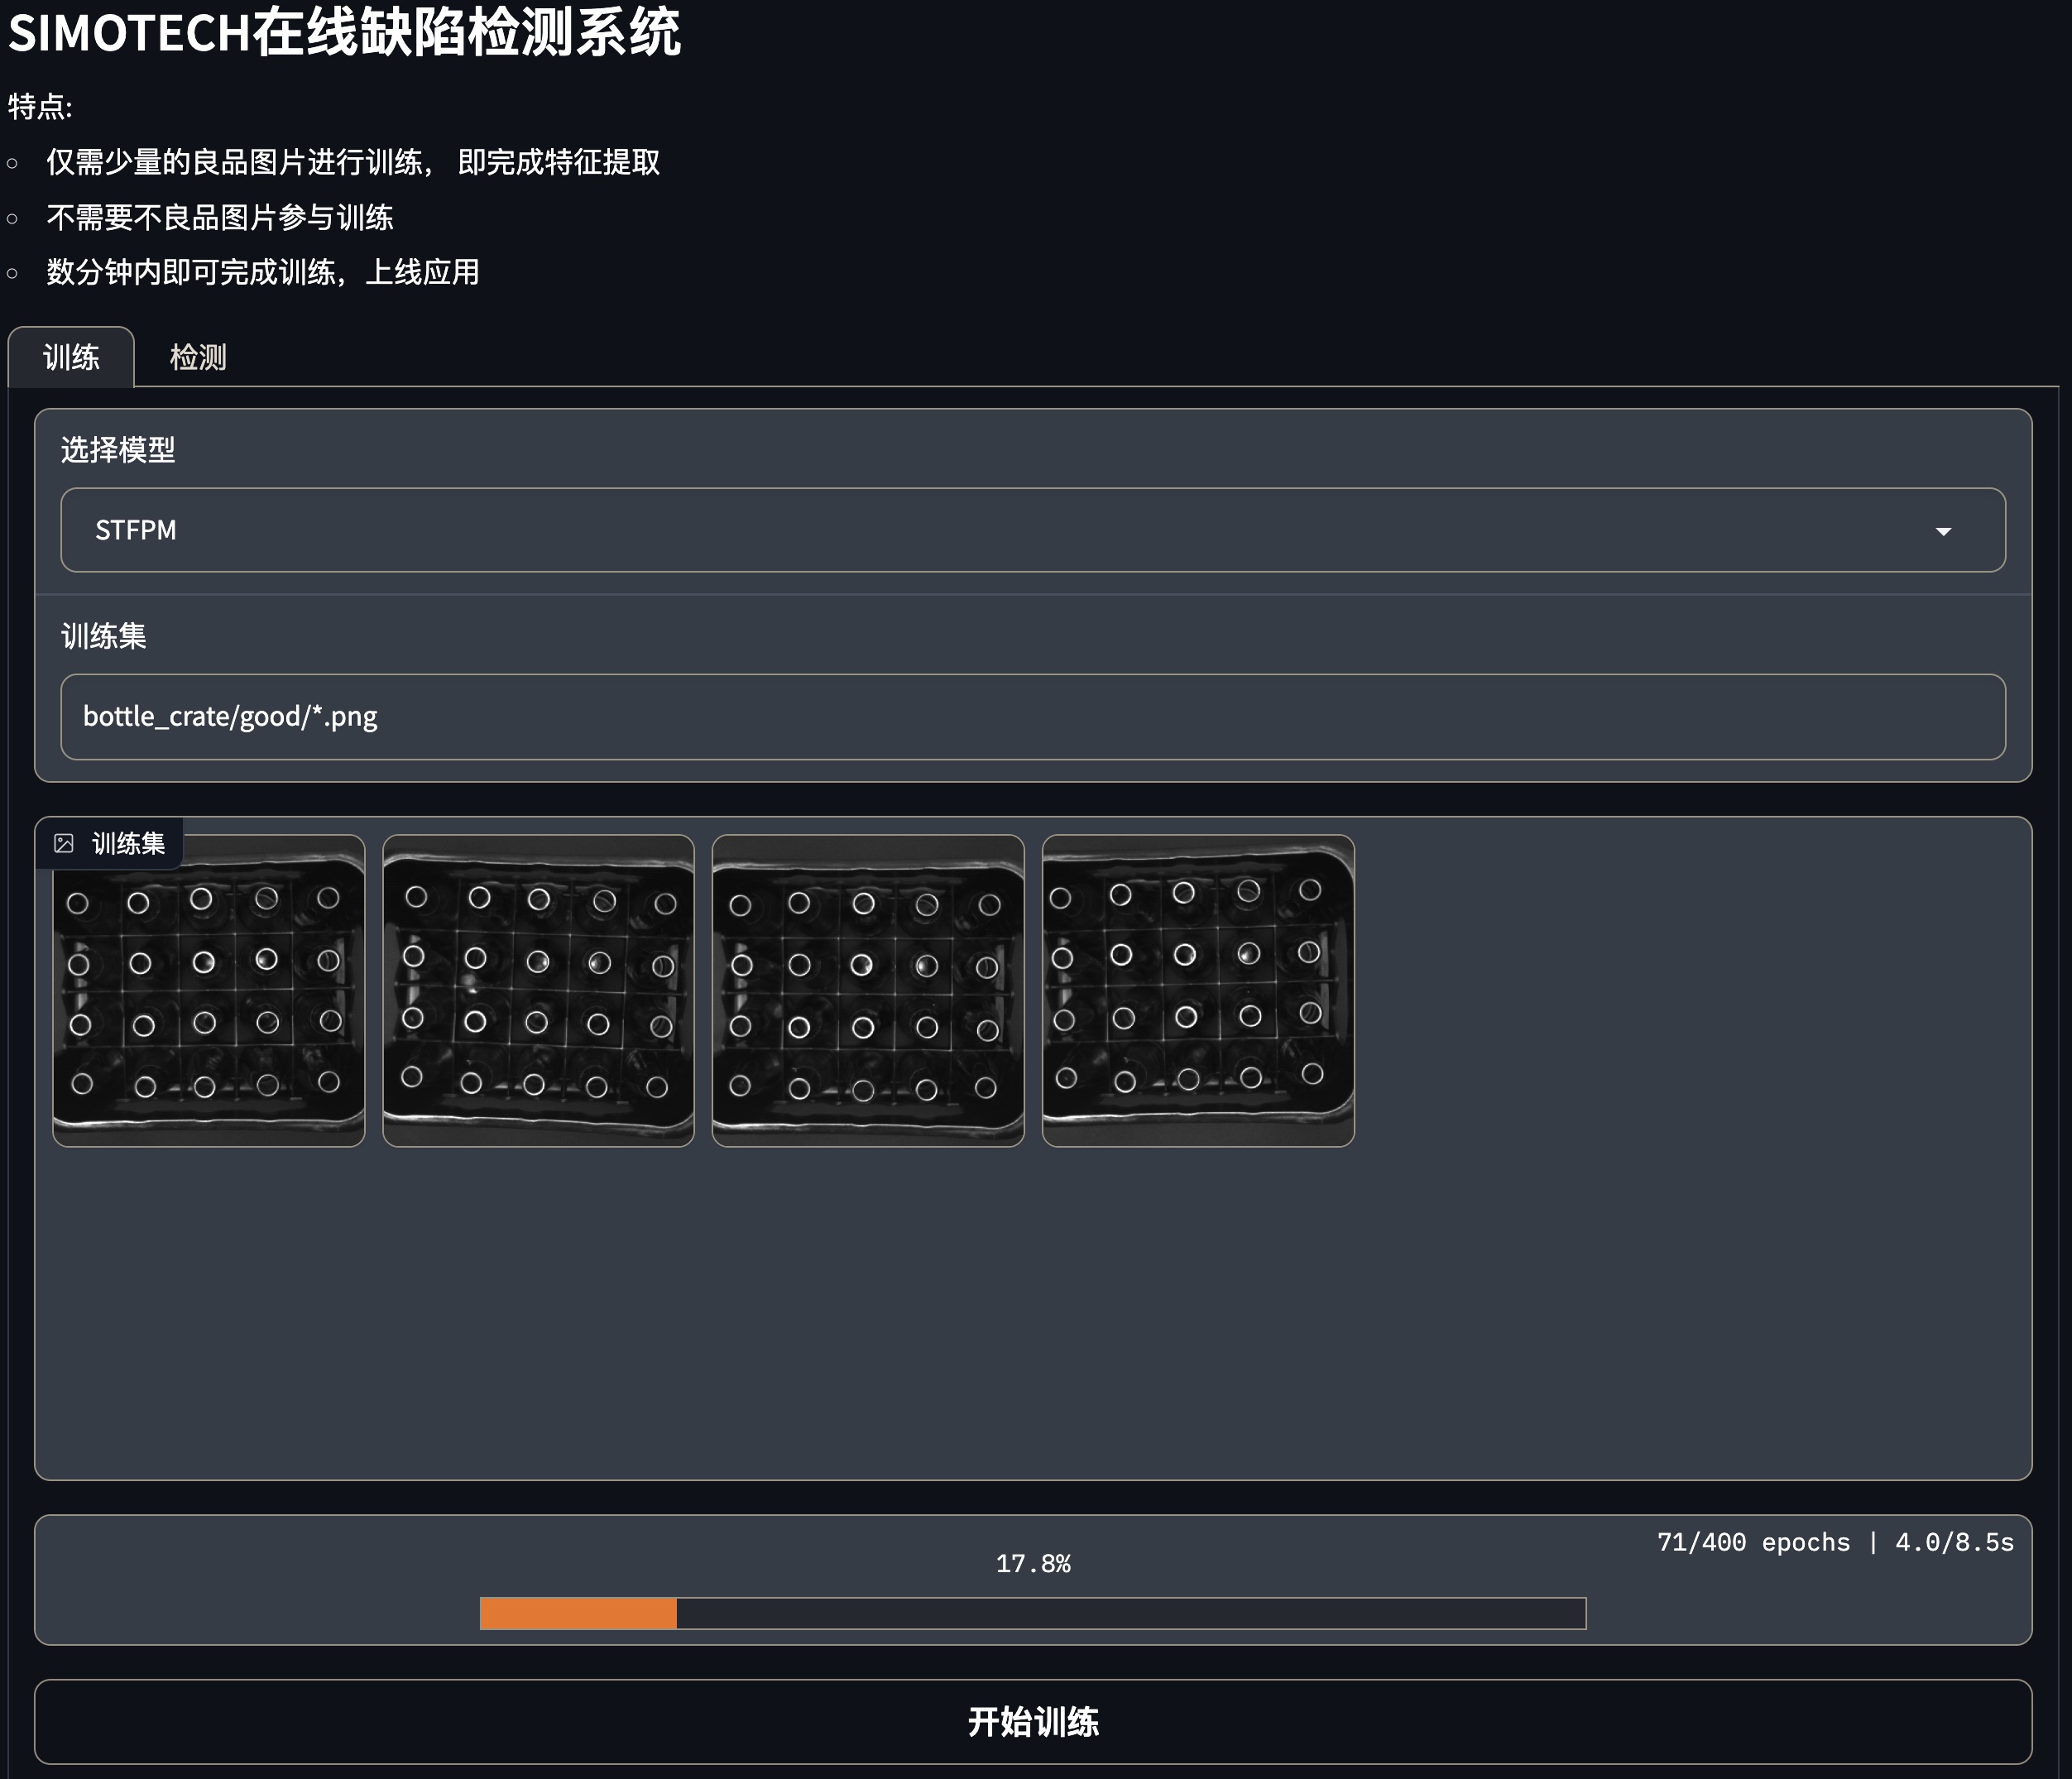 SIMOTECH在线缺陷检测系统
特点:
仅需少量的良品图片进行训练， 即完成特征提取
不需要不良品图片参与训练
数分钟内即可完成训练，上线应用
训练 检测
选择模型
STFPM
训练集
bottle_crate/good/*.png
训练集
71/400 epochs | 4.0/8.5s
17.8%
开始训练